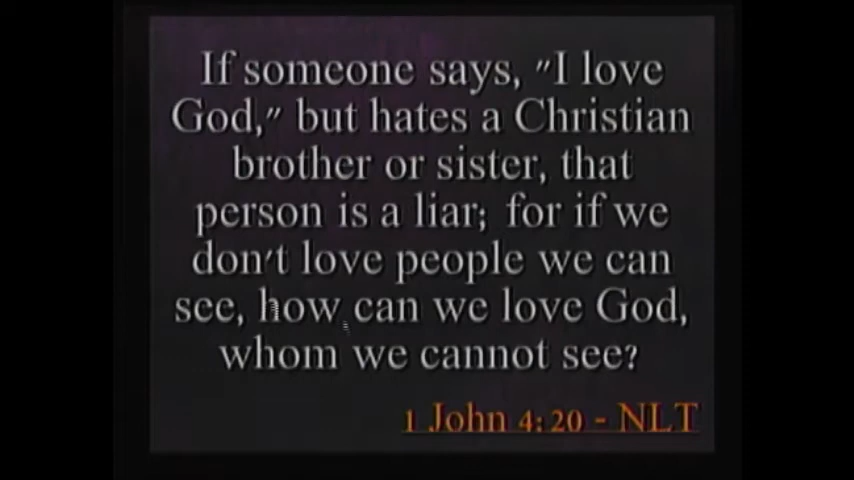 If someone says, "I love
God," but hates a Christian
brother or sister, that
person is a liar; for if we
don't love people we can
see, how can we love God,
whom we cannot see?
1 John 4:20 - NLT